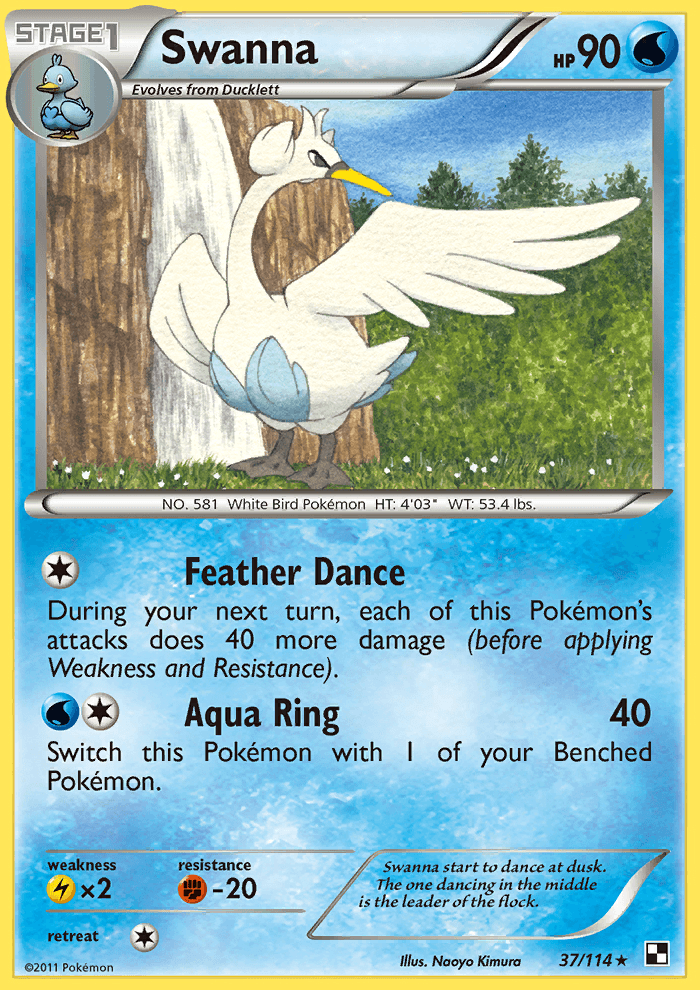 STAGE1
Swanna
HP 90
Evolves from Ducklett
NO. 581 White Bird Pokémon HT: 4'03" WT: 53.4 lbs.
Feather Dance
During your next turn, each of this Pokémon's
attacks does 40 more damage (before applying
Weakness and Resistance).
Aqua Ring 40
Switch this Pokémon with 1 of your Benched
Pokémon.
weakness resistance
×2 -20
Swanna start to dance at dusk.
The one dancing in the middle
is the leader of the flock.
retreat
©2011 Pokémon
Illus. Naoyo Kimura 37/114 ★